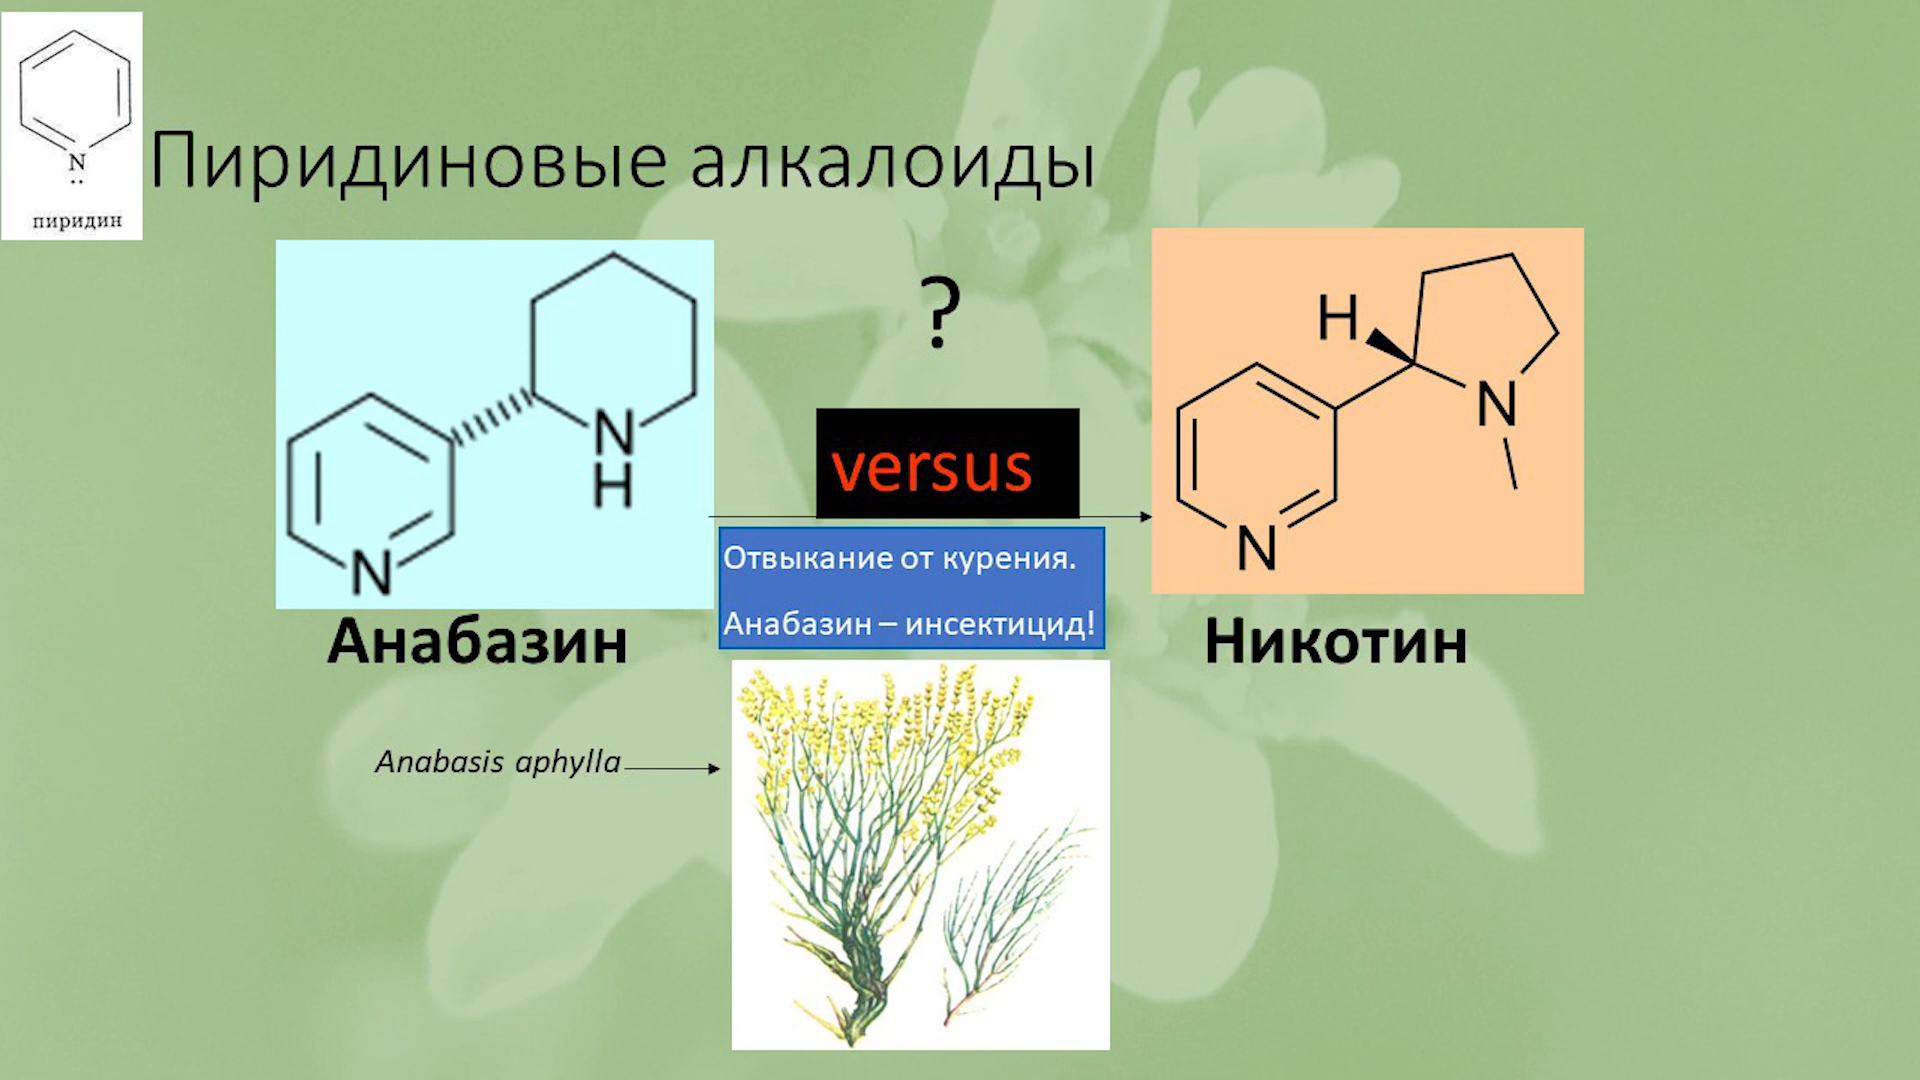 N
пиридин
Пиридиновые алкалоиды
N
H
N
Анабазин
?
versus
Отвыкание от курения.
Анабазин – инсектицид!
H
N
N
Никотин
Anabasis aphylla